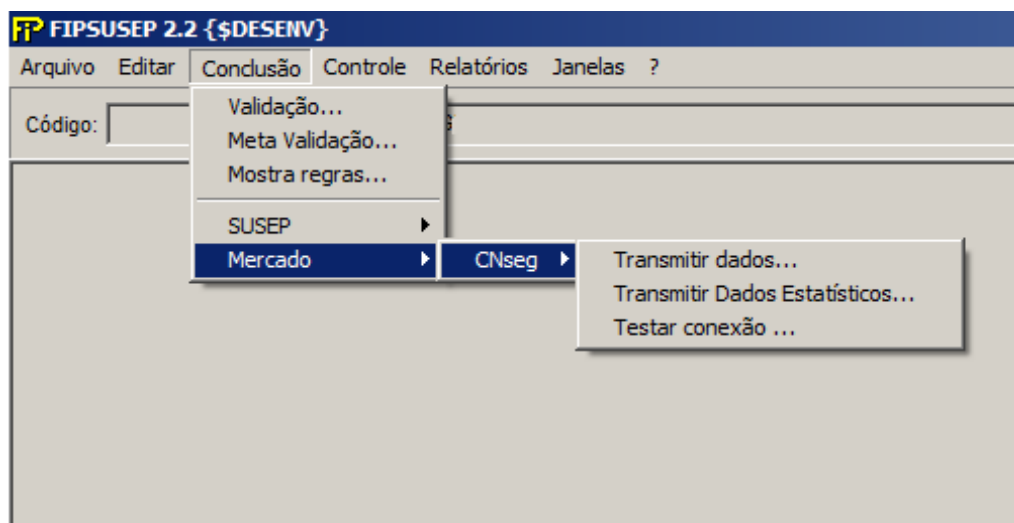 FIP FIPSUSEP 2.2 {$DESENV}
Arquivo Editar Conclusão Controle Relatórios Janelas ?
Código:
Validação...
Meta Validação...
Mostra regras...
SUSEP
Mercado
CNseg
Transmitir dados...
Transmitir Dados Estatísticos...
Testar conexão ...